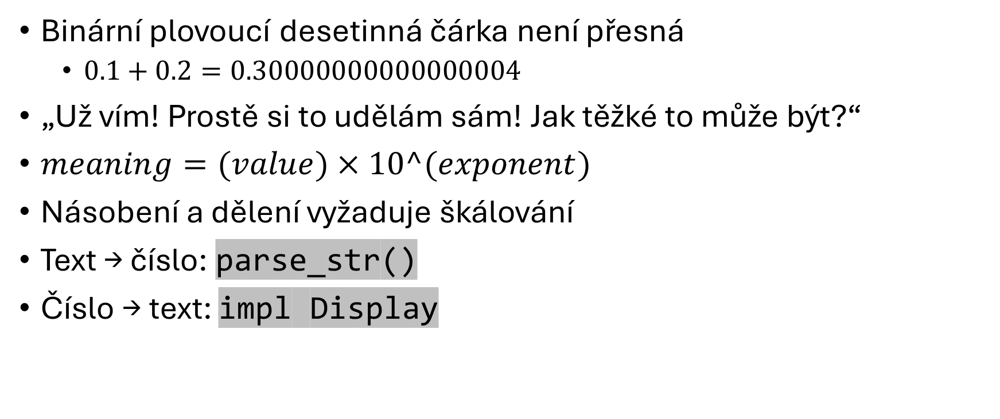 • Binární plovoucí desetinná čárka není přesná
• 0.1 + 0.2 = 0.30000000000000004
• „Už vím! Prostě si to udělám sám! Jak těžké to může být?“
• meaning = (value) × 10^(exponent)
• Násobení a dělení vyžaduje škálování
• Text → číslo: parse_str()
• Číslo → text: impl Display